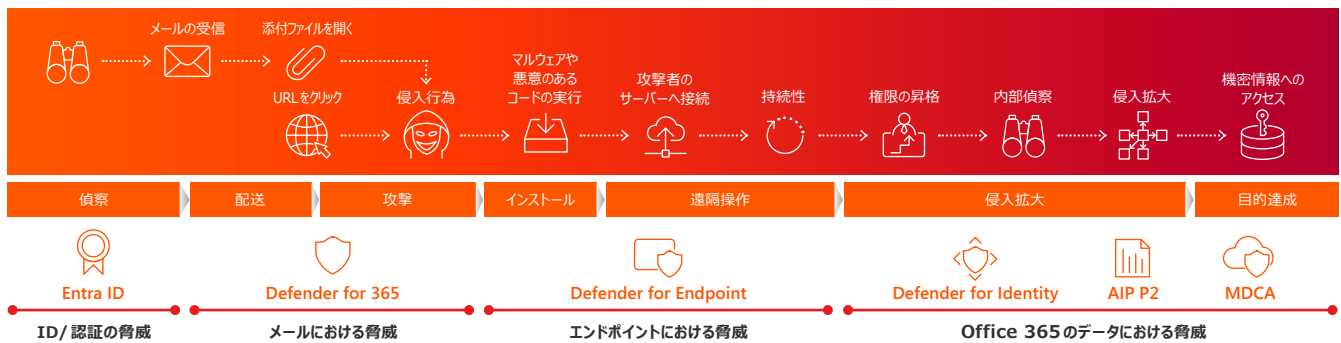 メールの受信
添付ファイルを開く
URLをクリック
侵入行為
マルウェアや
悪意のある
コードの実行
攻撃者の
サーバーへ接続
持続性
権限の昇格
内部偵察
侵入拡大
機密情報への
アクセス
偵察
配送
攻撃
インストール
遠隔操作
侵入拡大
目的達成
Entra ID
Defender for 365
Defender for Endpoint
Defender for Identity
AIP P2
MDCA
ID/認証の脅威
メールにおける脅威
エンドポイントにおける脅威
Office 365のデータにおける脅威